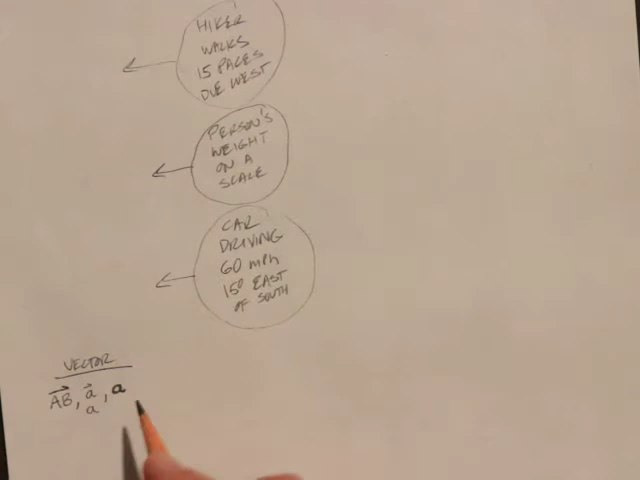 HIKER
WALKS
15 PACES
DUE WEST
PERSON'S
WEIGHT
ON A
SCALE
CAR
DRIVING
60 mph
15° EAST
OF SOUTH
VECTOR
AB, a, a
a